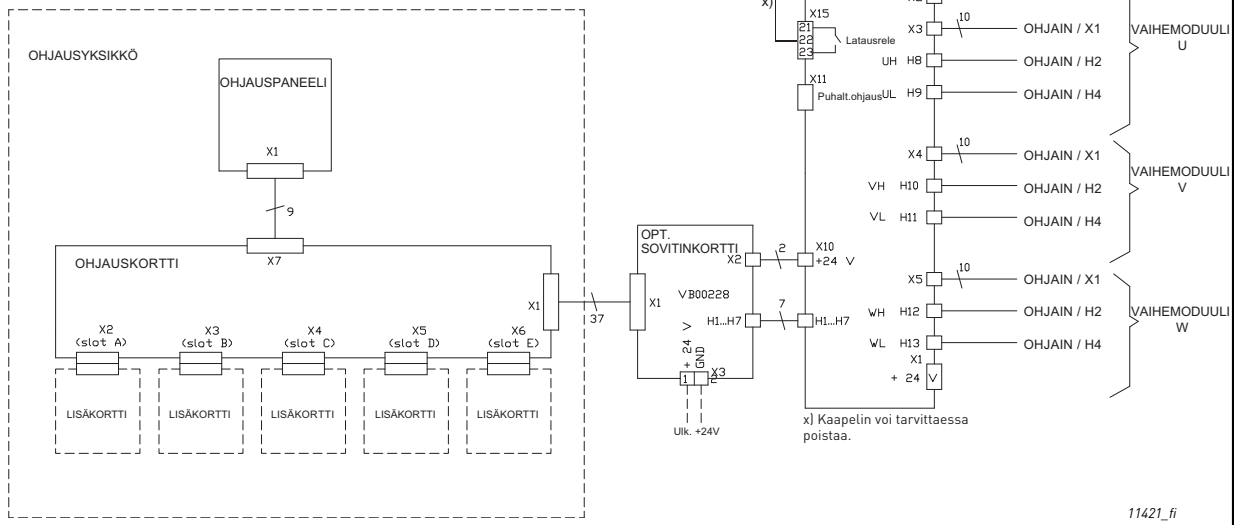 OHJAUSYKSIKKÖ
OHJAUSPANEELI
X1
9
X7
OHJAUSKORTTI
X1
37
X2
(slot A)
X3
(slot B)
X4
(slot C)
X5
(slot D)
X6
(slot E)
LISÄKORTTI
LISÄKORTTI
LISÄKORTTI
LISÄKORTTI
LISÄKORTTI
OPT.
SOVITINKORTTI
X2
2
X10
+24 V
X1
VB00228
H1...H7
7
H1...H7
+ 24 V
GND
1
2
X3
Ulk. +24V
x)
X15
21
22
23
Latausrele
X11
Puhalt.ohjaus
X3
10
OHJAIN / X1
UH H8
OHJAIN / H2
UL H9
OHJAIN / H4
VAIHEMODUULI
U
X4
10
OHJAIN / X1
VH H10
OHJAIN / H2
VL H11
OHJAIN / H4
VAIHEMODUULI
V
X5
10
OHJAIN / X1
WH H12
OHJAIN / H2
WL H13
OHJAIN / H4
VAIHEMODUULI
W
X1
+ 24 V
x) Kaapelin voi tarvittaessa
poistaa.
11421_fi